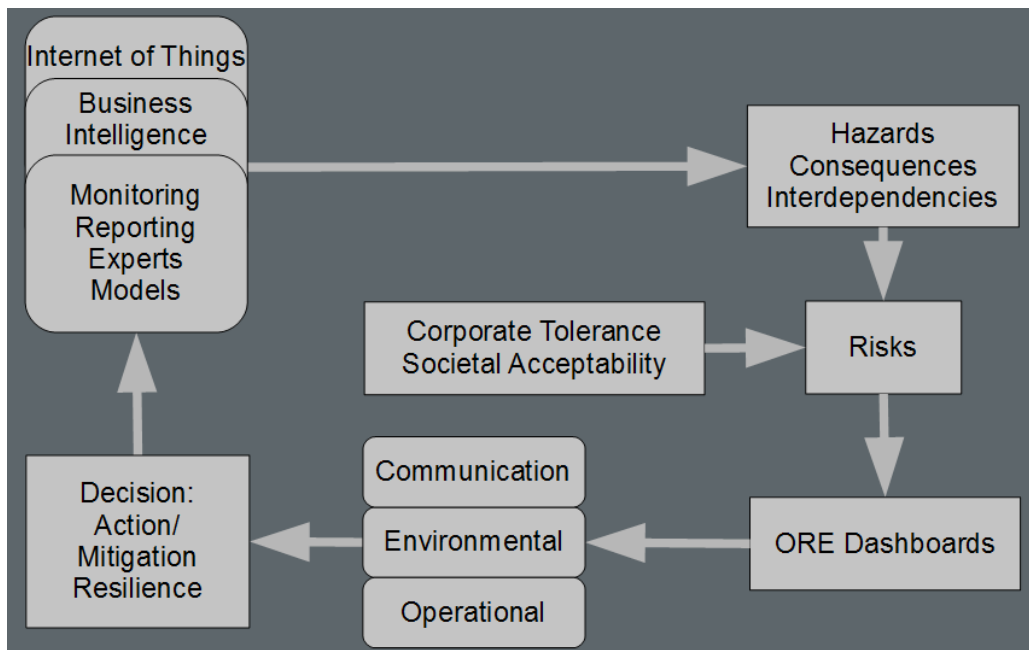 Internet of Things
Business
Intelligence
Monitoring
Reporting
Experts
Models
Hazards
Consequences
Interdependencies
Corporate Tolerance
Societal Acceptability
Risks
Communication
Environmental
Operational
Decision:
Action/
Mitigation
Resilience
ORE Dashboards